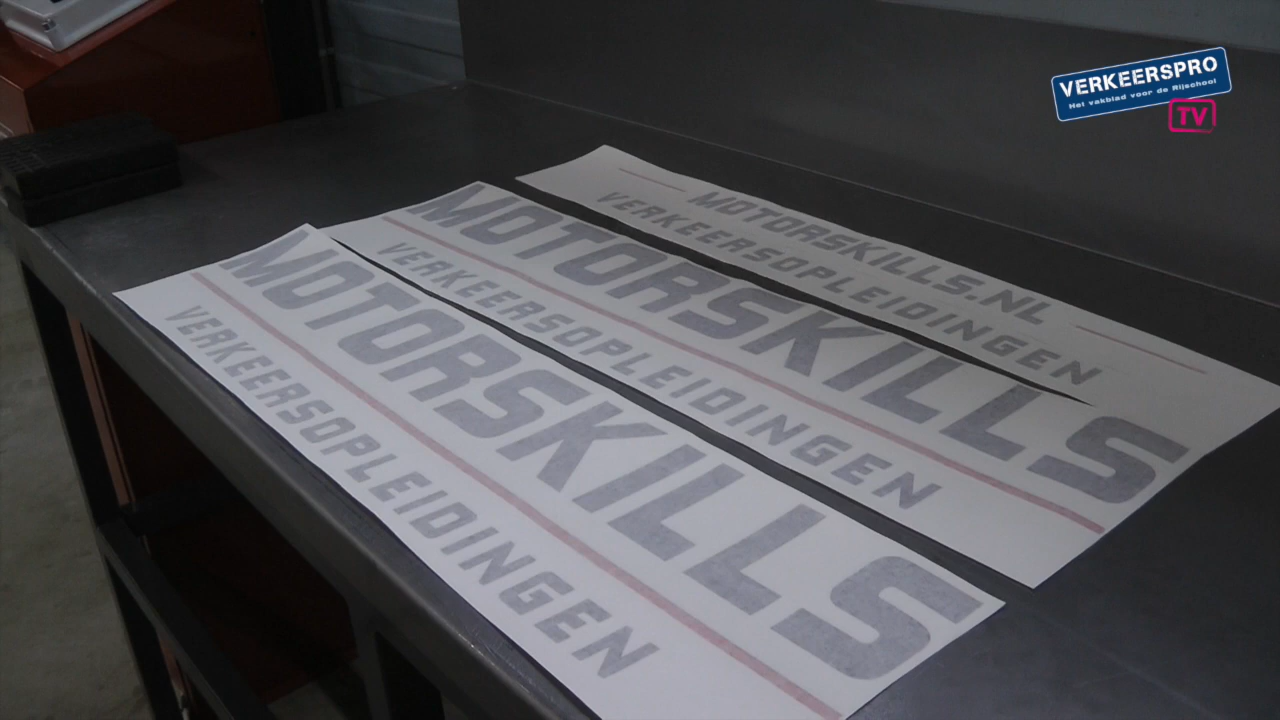 VERKEERSPRO
Het vakblad voor de Rijschool
TV
MOTORSKILLS.NL
VERKEERSOPLEIDINGEN
MOTORSKILLS
VERKEERSOPLEIDINGEN
MOTORSKILLS
VERKEERSOPLEIDINGEN